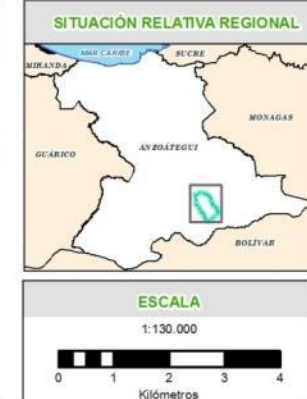 SITUACIÓN RELATIVA REGIONAL
MAR CARIBE
SUCRE
MIRANDA
MONAGAS
ANZOÁTEGUI
GUÁRICO
BOLÍVAR
ESCALA
1:130.000
0 1 2 3 4
Kilómetros